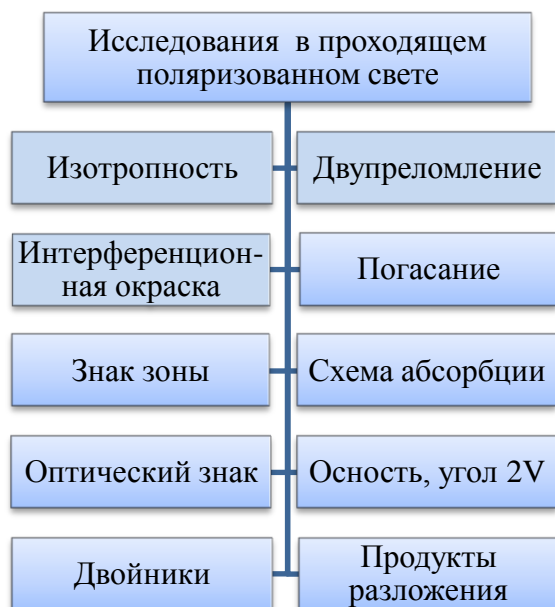 Исследования в проходящем
поляризованном свете
Изотропность
Двупреломление
Интерференцион-
ная окраска
Погасание
Знак зоны
Схема абсорбции
Оптический знак
Осность, угол 2V
Двойники
Продукты
разложения